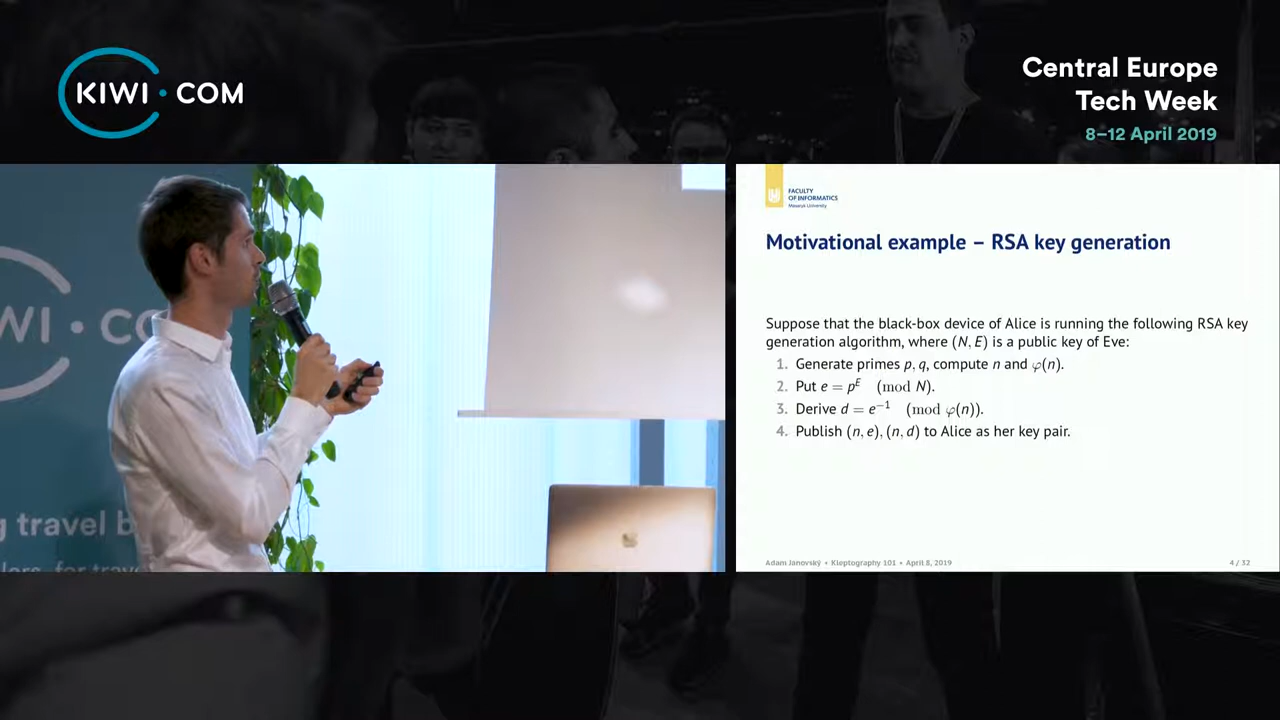 KIWI • COM
Central Europe
Tech Week
8–12 April 2019
WI • CO
g travel b
FACULTY
OF INFORMATICS
Masaryk University
Motivational example – RSA key generation
Suppose that the black-box device of Alice is running the following RSA key
generation algorithm, where (N, E) is a public key of Eve:
1. Generate primes p, q, compute n and φ(n).
2. Put e = p^E (mod N).
3. Derive d = e^−1 (mod φ(n)).
4. Publish (n, e), (n, d) to Alice as her key pair.
Adam Janovský • Kleptography 101 • April 8, 2019
4 / 32